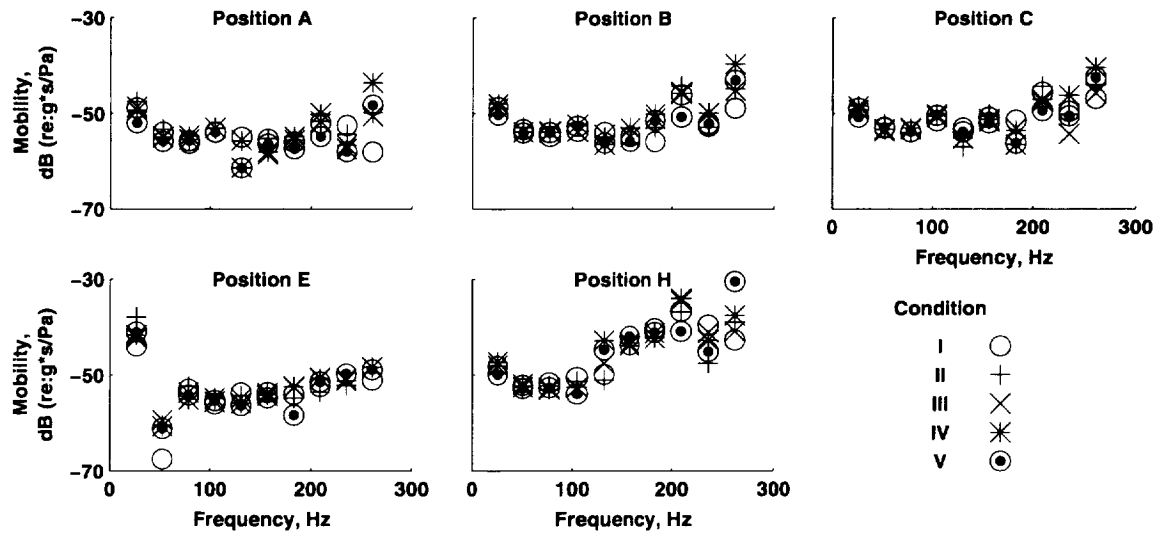 Position A
Position B
Position C
Mobility,
dB (re:g*s/Pa)
−30
−50
−70
0
100
200
300
Frequency, Hz
Position E
Position H
Mobility,
dB (re:g*s/Pa)
−30
−50
−70
0
100
200
300
Frequency, Hz
0
100
200
300
Frequency, Hz
Condition
I
II
III
IV
V